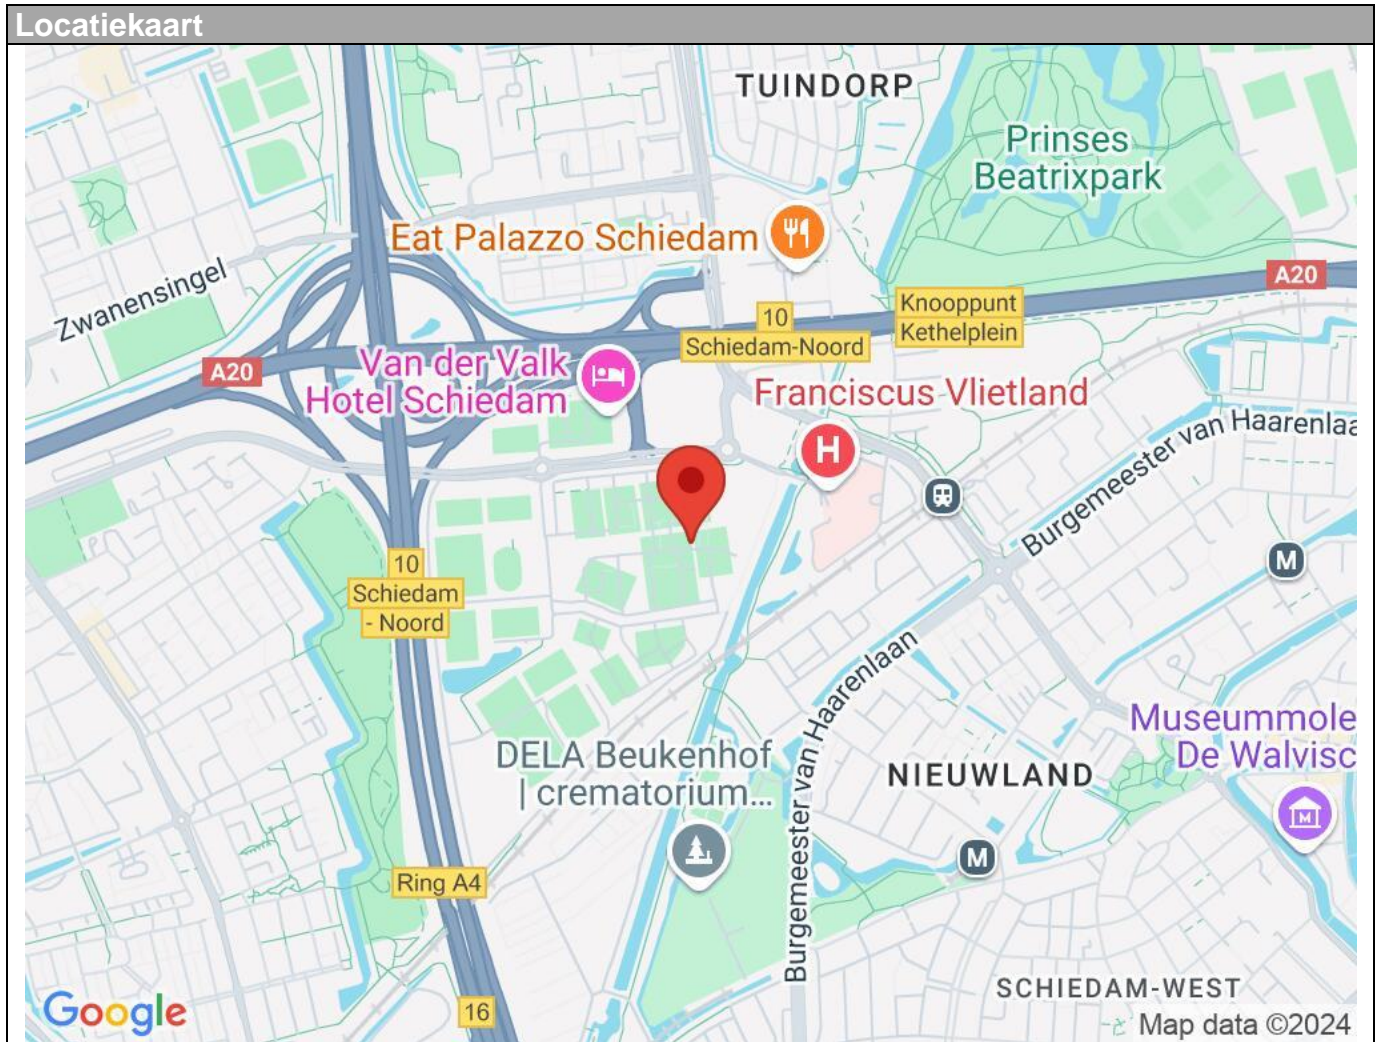 Locatiekaart
TUINDORP
Prinses
Beatrixpark
Eat Palazzo Schiedam
Zwanensingel
A20
Knooppunt
Kethelplein
10
Schiedam-Noord
A20
Van der Valk
Hotel Schiedam
Franciscus Vlietland
H
Burgemeester van Haarenlaa
M
10
Schiedam
- Noord
Burgemeester van Haarenlaan
Museummole
De Walvisc
M
DELA Beukenhof
| crematorium...
NIEUWLAND
M
Ring A4
SCHIEDAM-WEST
16
Google
Map data ©2024